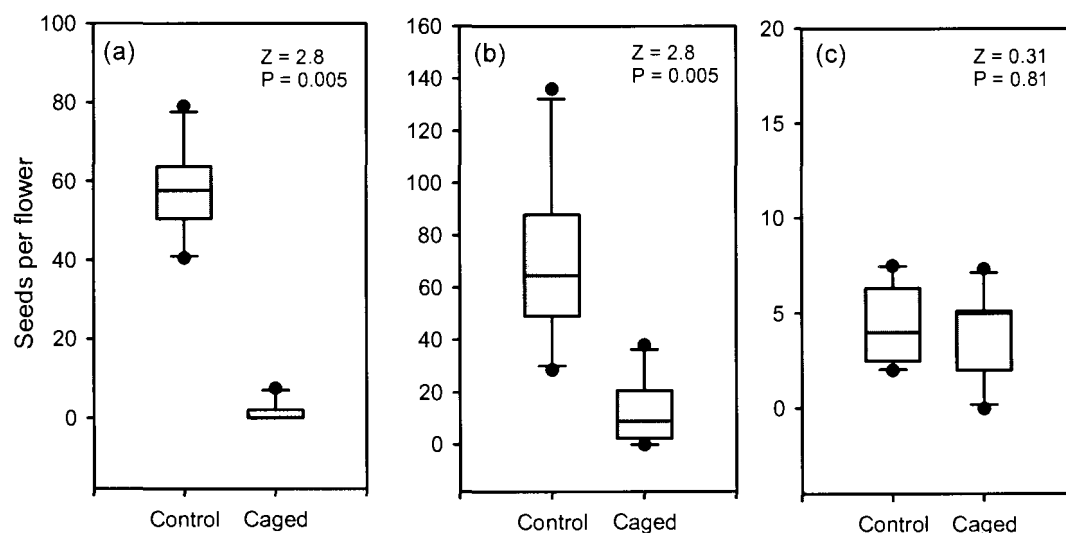 Seeds per flower
(a)
Z = 2.8
P = 0.005
100
80
60
40
20
0
Control Caged
(b)
Z = 2.8
P = 0.005
160
140
120
100
80
60
40
20
0
Control Caged
(c)
Z = 0.31
P = 0.81
20
15
10
5
0
Control Caged